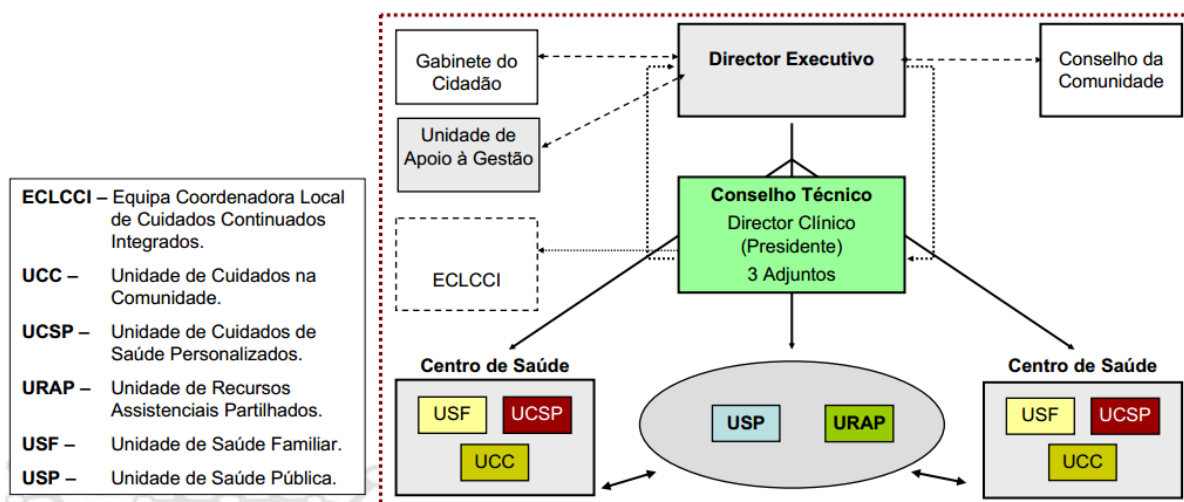 Gabinete do
Cidadão
Director Executivo
Conselho da
Comunidade
Unidade de
Apoio à Gestão
ECLCCI – Equipa Coordenadora Local
de Cuidados Continuados
Integrados.
UCC – Unidade de Cuidados na
Comunidade.
UCSP – Unidade de Cuidados de
Saúde Personalizados.
URAP – Unidade de Recursos
Assistenciais Partilhados.
USF – Unidade de Saúde Familiar.
USP – Unidade de Saúde Pública.
Conselho Técnico
Director Clínico
(Presidente)
3 Adjuntos
ECLCCI
Centro de Saúde
USF
UCSP
UCC
USP
URAP
Centro de Saúde
USF
UCSP
UCC